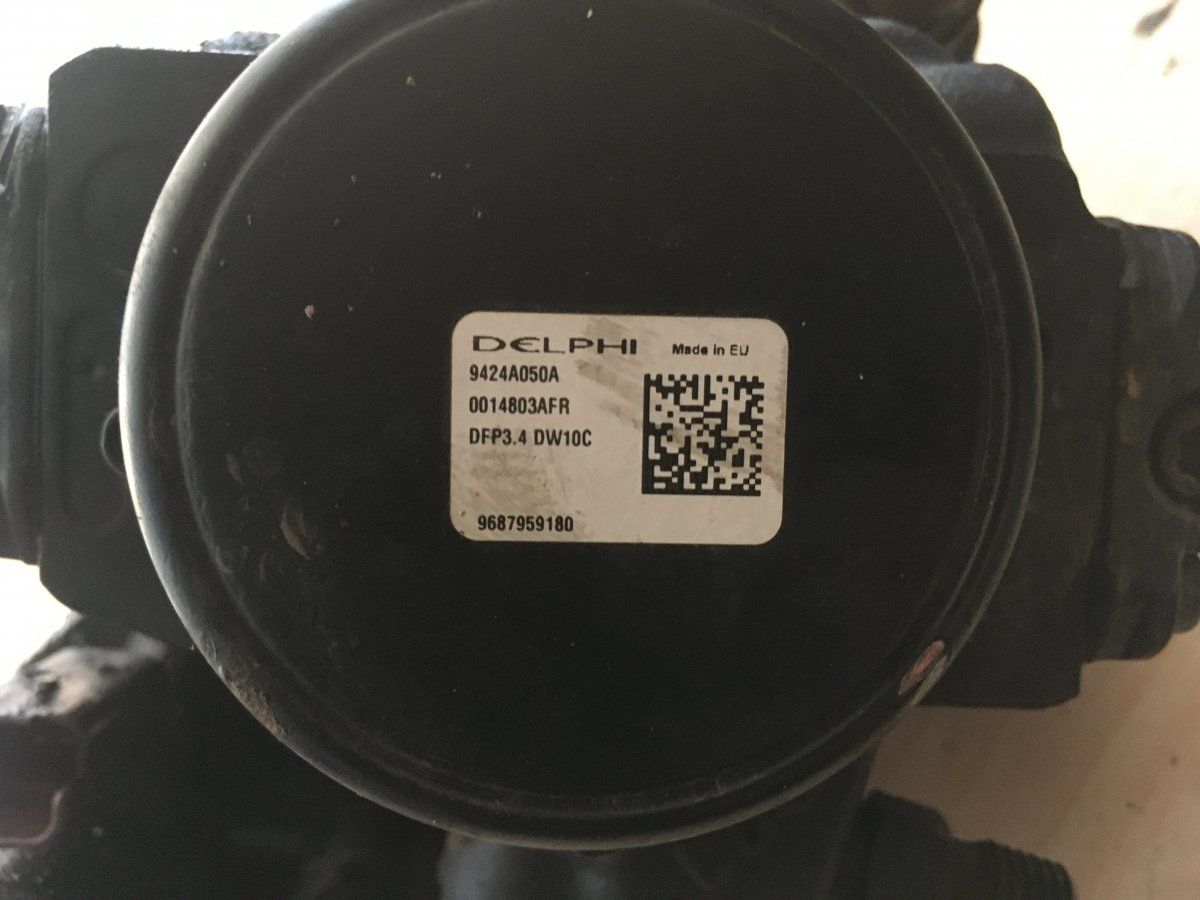 DELPHI Made in EU
9424A050A
0014803AFR
DFP3.4 DW10C
9687959180